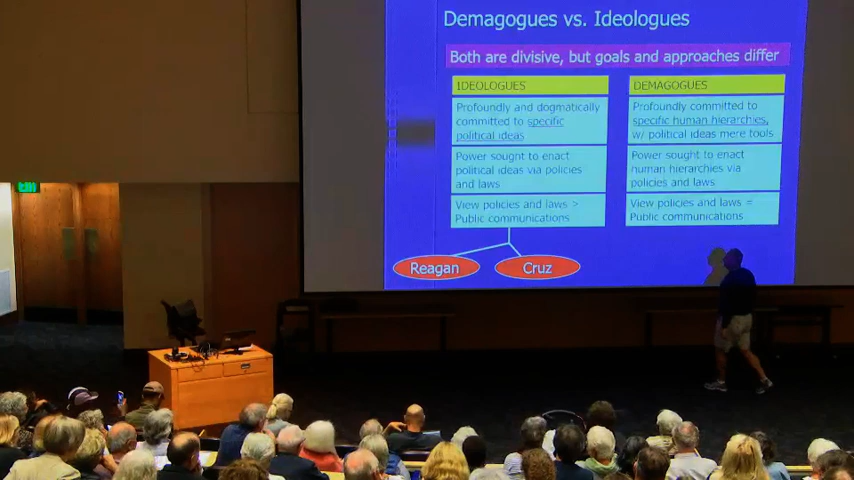 Demagogues vs. Ideologues
Both are divisive, but goals and approaches differ
IDEOLOGUES
Profoundly and dogmatically
committed to specific
political ideas
Power sought to enact
political ideas via policies
and laws
View policies and laws >
Public communications
DEMAGOGUES
Profoundly committed to
specific human hierarchies,
w/ political ideas mere tools
Power sought to enact
human hierarchies via
policies and laws
View policies and laws =
Public communications
Reagan
Cruz